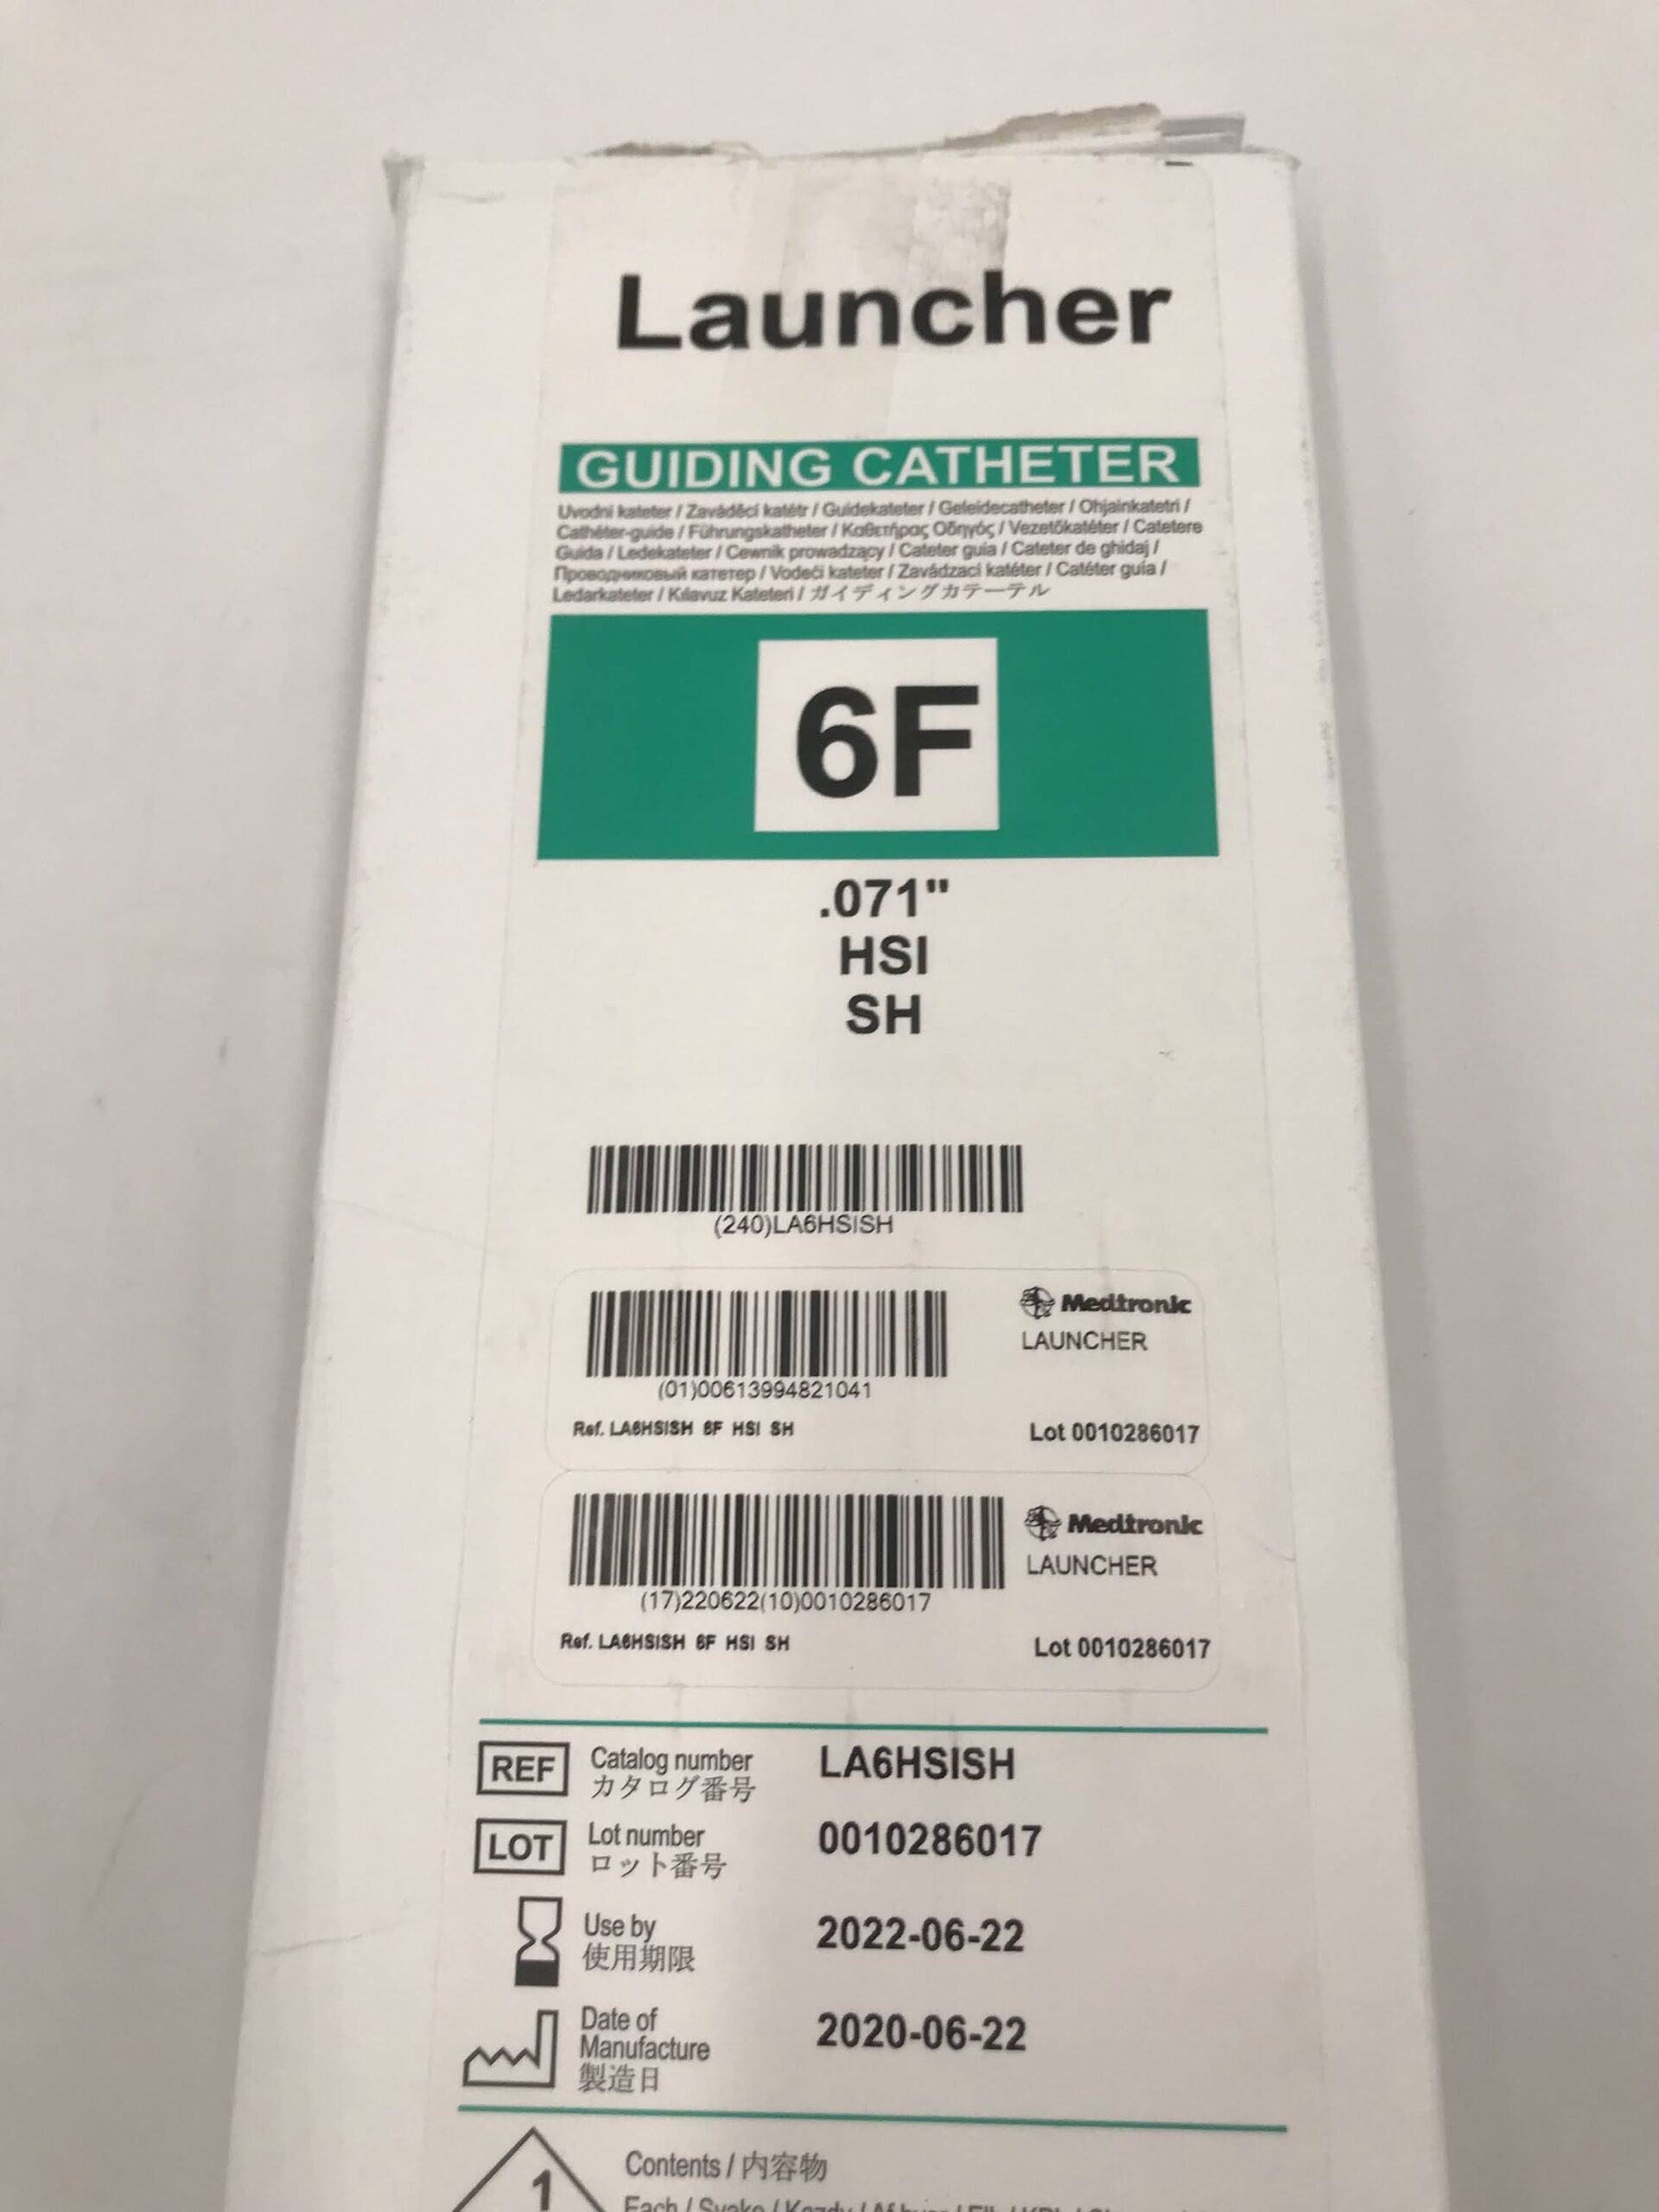 Launcher
GUIDING CATHETER
Uvodni kateter / Zaváděcí katétr / Guidekateter / Geleidecatheter / Ohjainkatetri /
Cathéter-guide / Führungskatheter / Καθετήρας Οδηγός / Vezetőkatéter / Catetere
Guida / Ledekateter / Cewnik prowadzący / Cateter guia / Cateter de ghidaj /
Проводниковый катетер / Vodeći kateter / Zavádzací katéter / Catéter guía /
Ledarkateter / Kılavuz Kateteri / ガイディングカテーテル
6F
.071"
HSI
SH
(240)LA6HSISH
Medtronic
LAUNCHER
(01)00613994821041
Ref. LA6HSISH 6F HSI SH
Lot 0010286017
Medtronic
LAUNCHER
(17)220622(10)0010286017
Ref. LA6HSISH 6F HSI SH
Lot 0010286017
REF Catalog number LA6HSISH
カタログ番号
LOT Lot number 0010286017
ロット番号
Use by 2022-06-22
使用期限
Date of
Manufacture 2020-06-22
製造日
1 Contents / 内容物
Each / Svako /